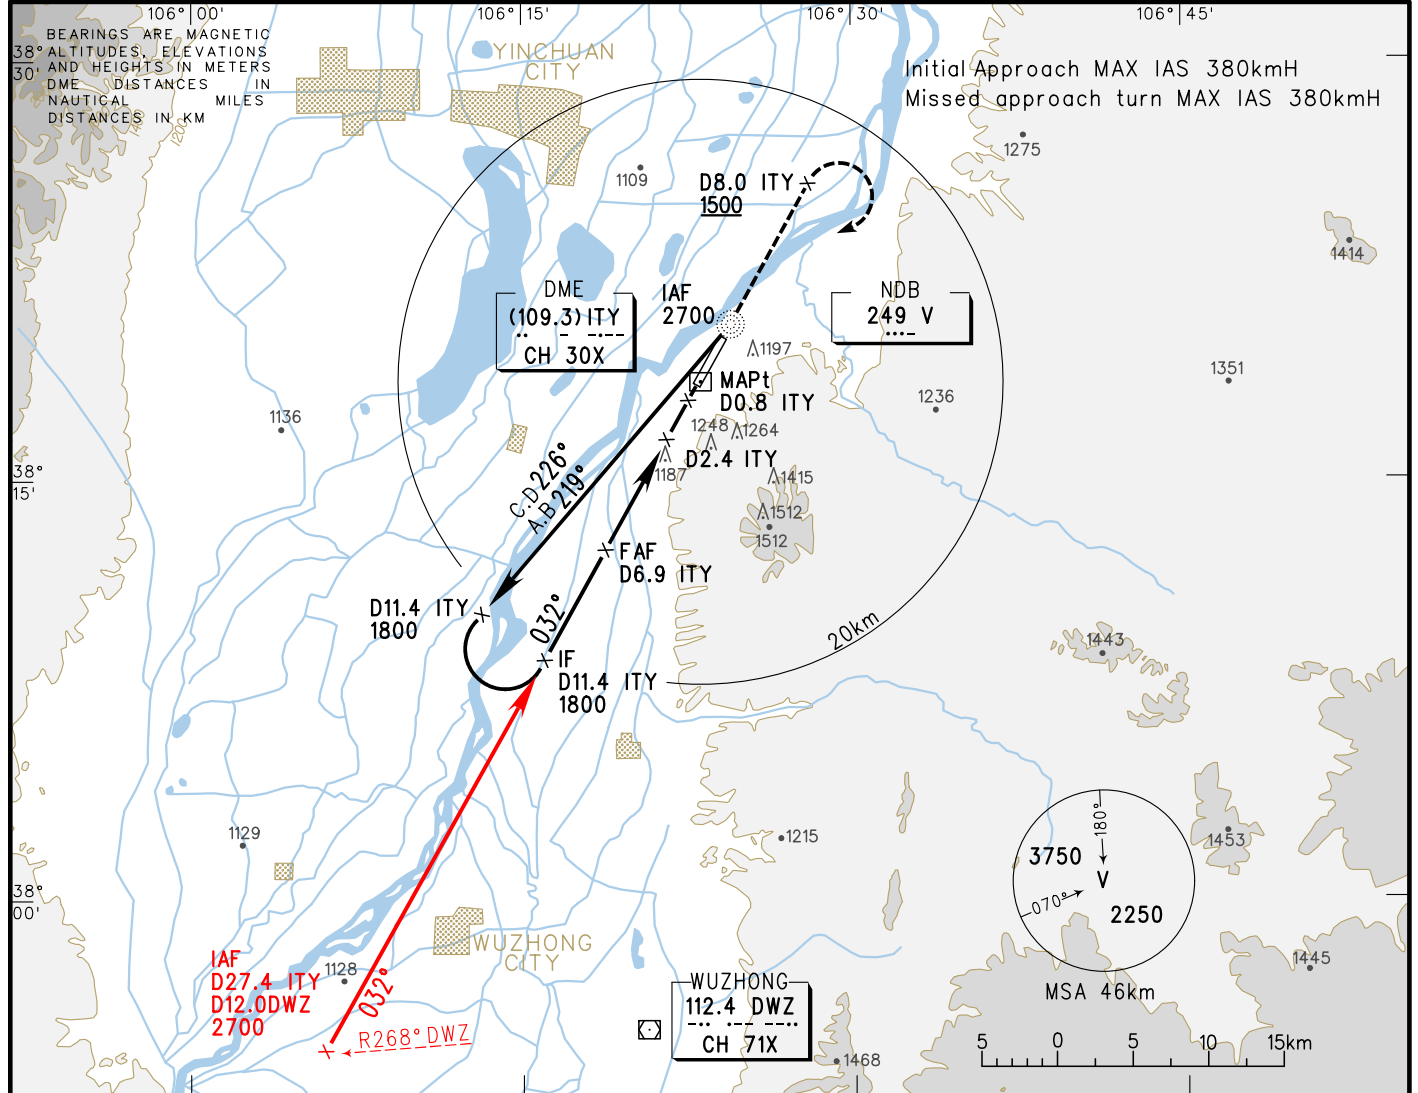 106° 00'
106° 15'
106° 30'
106° 45'
38°
30'
BEARINGS ARE MAGNETIC
ALTITUDES, ELEVATIONS
AND HEIGHTS IN METERS
DME DISTANCES IN
NAUTICAL MILES
DISTANCES IN KM
YINCHUAN
CITY
Initial Approach MAX IAS 380kmH
Missed approach turn MAX IAS 380kmH
1275
1109
D8.0 ITY
1500
1414
DME
(109.3) ITY
CH 30X
IAF
2700
NDB
249 V
1197
1351
MAPt
D0.8 ITY
1236
1136
1248
1264
D2.4 ITY
1187
1415
38°
15'
C.D 226°
A.B 219°
1512
1512
FAF
D6.9 ITY
D11.4 ITY
1800
032°
20km
1443
IF
D11.4 ITY
1800
1129
1215
1453
180°
3750
V
070°
2250
38°
00'
WUZHONG
CITY
IAF
D27.4 ITY
D12.0DWZ
2700
1128
032°
R268° DWZ
WUZHONG
112.4 DWZ
CH 71X
1445
MSA 46km
1468
5 0 5 10 15km